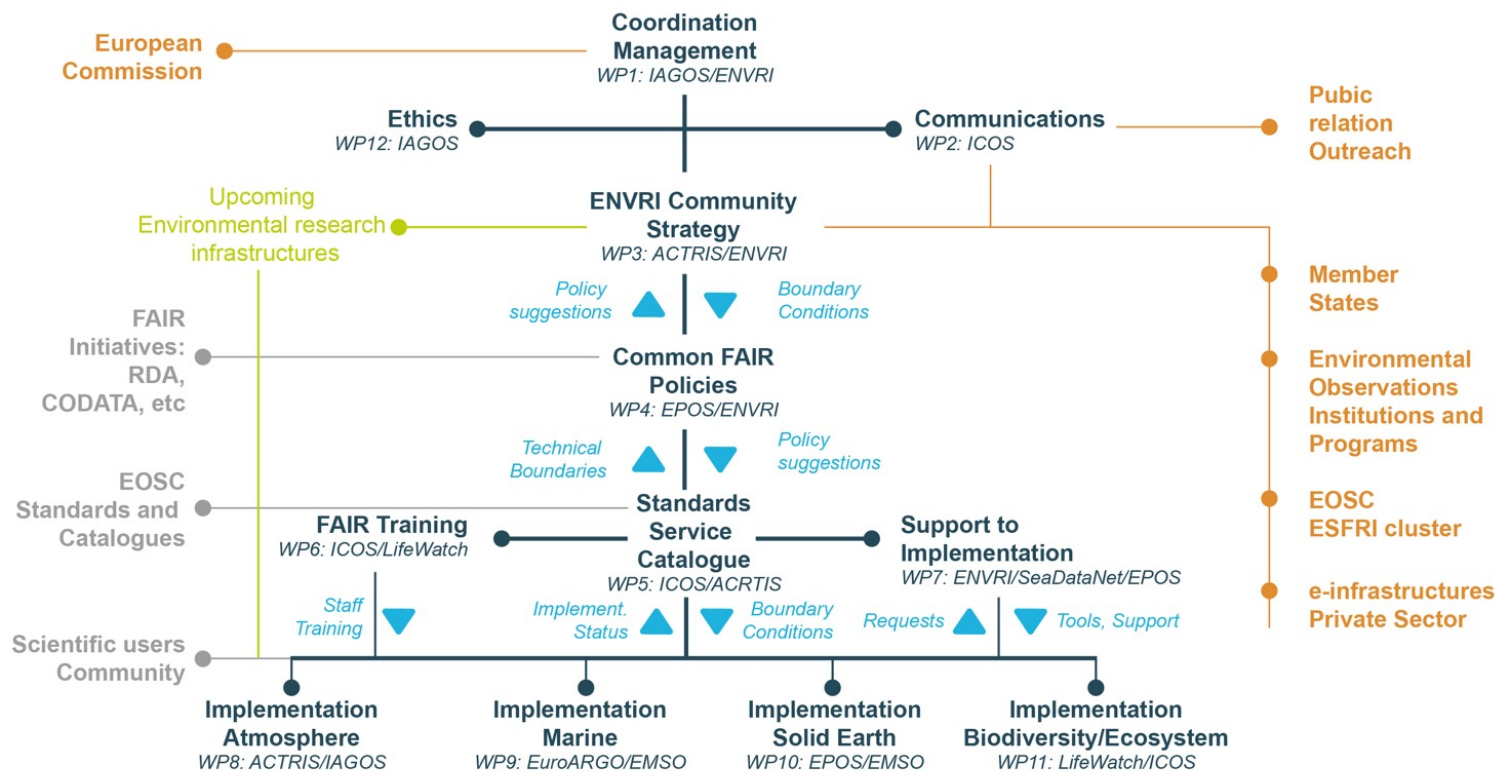 Coordination
Management
WP1: IAGOS/ENVRI
European
Commission
Ethics
WP12: IAGOS
Communications
WP2: ICOS
Pubic
relation
Outreach
Upcoming
Environmental research
infrastructures
ENVRI Community
Strategy
WP3: ACTRIS/ENVRI
Member
States
Policy
suggestions
Boundary
Conditions
FAIR
Initiatives:
RDA,
CODATA, etc
Common FAIR
Policies
WP4: EPOS/ENVRI
Environmental
Observations
Institutions and
Programs
Technical
Boundaries
Policy
suggestions
EOSC
Standards and
Catalogues
FAIR Training
WP6: ICOS/LifeWatch
Standards
Service
Catalogue
WP5: ICOS/ACRTIS
Support to
Implementation
WP7: ENVRI/SeaDataNet/EPOS
EOSC
ESFRI cluster
Staff
Training
Implement.
Status
Boundary
Conditions
Requests
Tools, Support
e-infrastructures
Private Sector
Scientific users
Community
Implementation
Atmosphere
WP8: ACTRIS/IAGOS
Implementation
Marine
WP9: EuroARGO/EMSO
Implementation
Solid Earth
WP10: EPOS/EMSO
Implementation
Biodiversity/Ecosystem
WP11: LifeWatch/ICOS